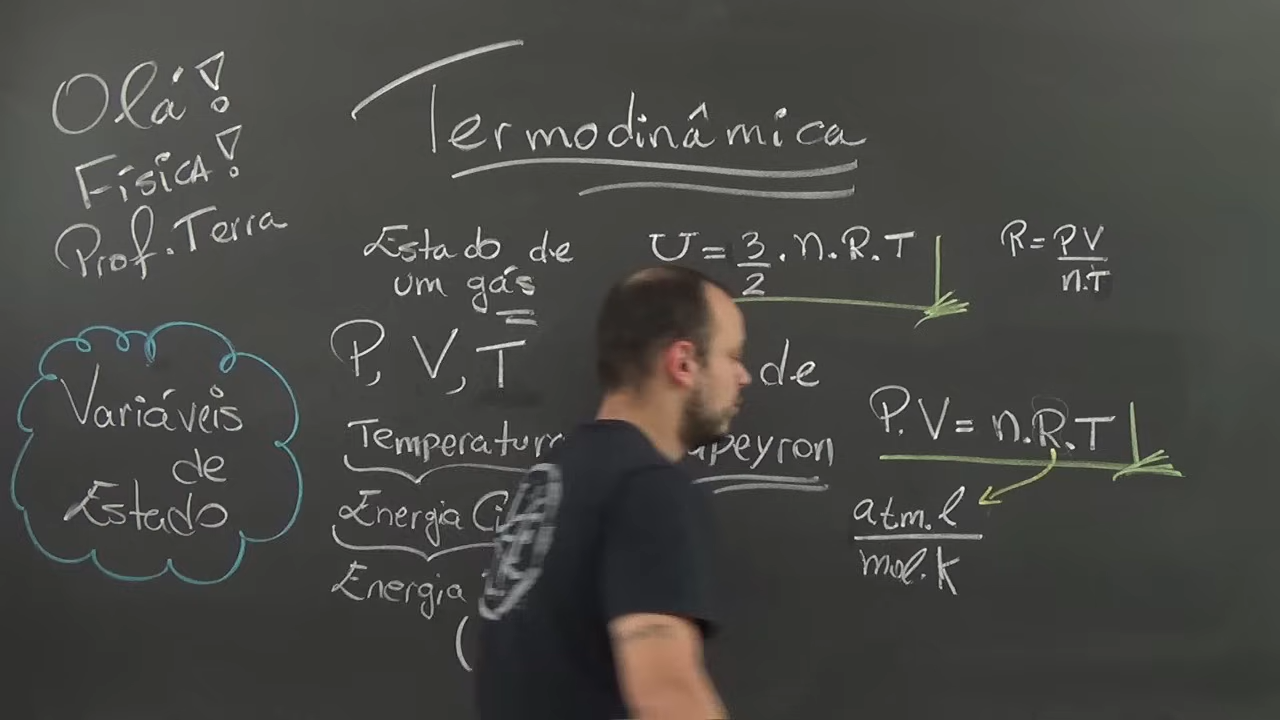 Olá!
Física!
Prof. Terra
Termodinâmica
Variáveis
de
Estado
Estado de
um gás
P, V, T
Temperatura
Energia
Energia
(
U = 3/2 . n.R.T
de
R = PV/n.T
P.V = n.R.T
atm.l
mol.k